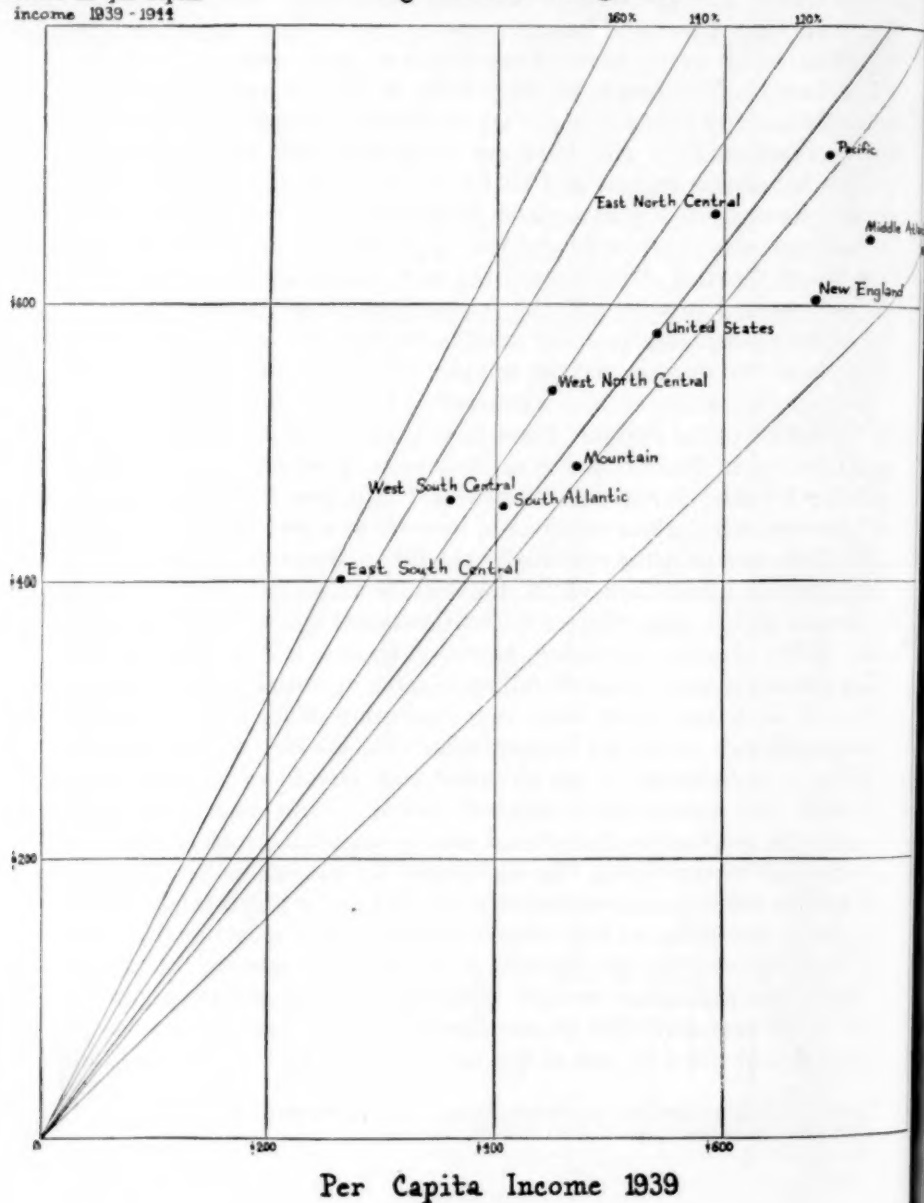 income 1939-1944
160% 140% 120%
Pacific
East North Central
Middle
$600
New England
United States
West North Central
Mountain
West South Central
South Atlantic
East South Central
$400
$200
0 $200 $400 $600
Per Capita Income 1939